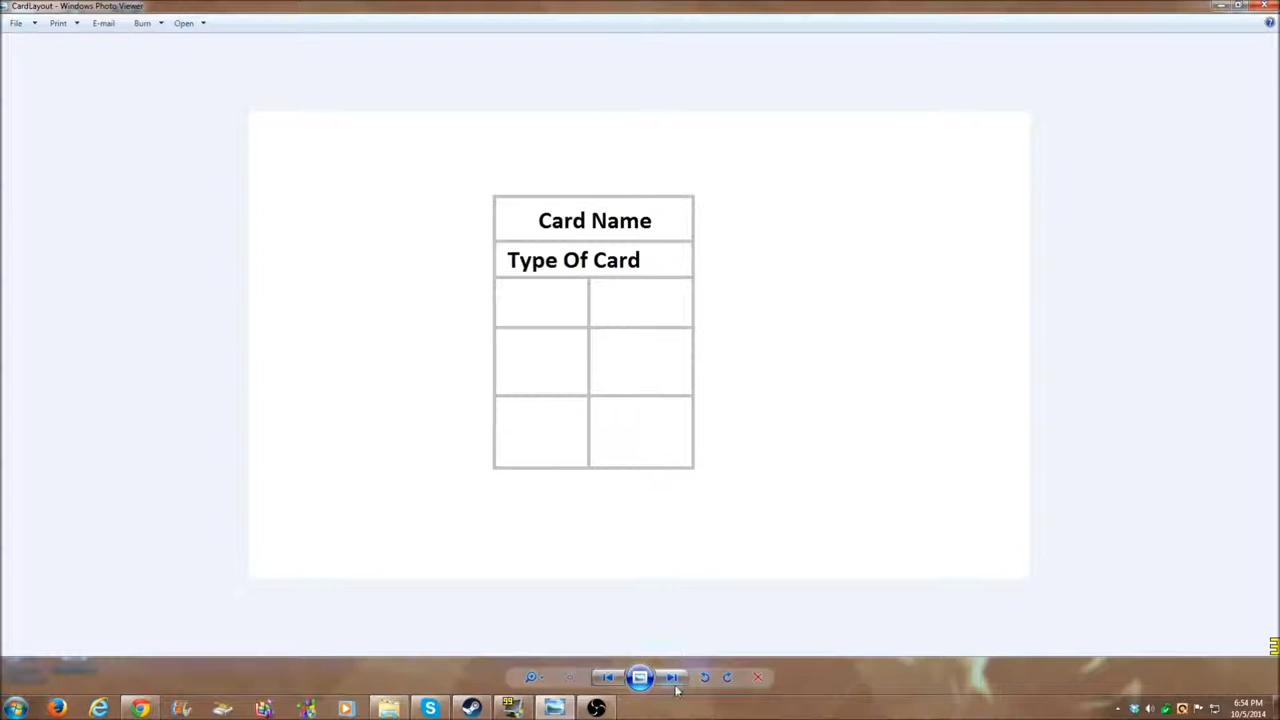 CardLayout - Windows Photo Viewer
File Print E-mail Burn Open
Card Name
Type Of Card
99
6:54 PM
10/5/2014